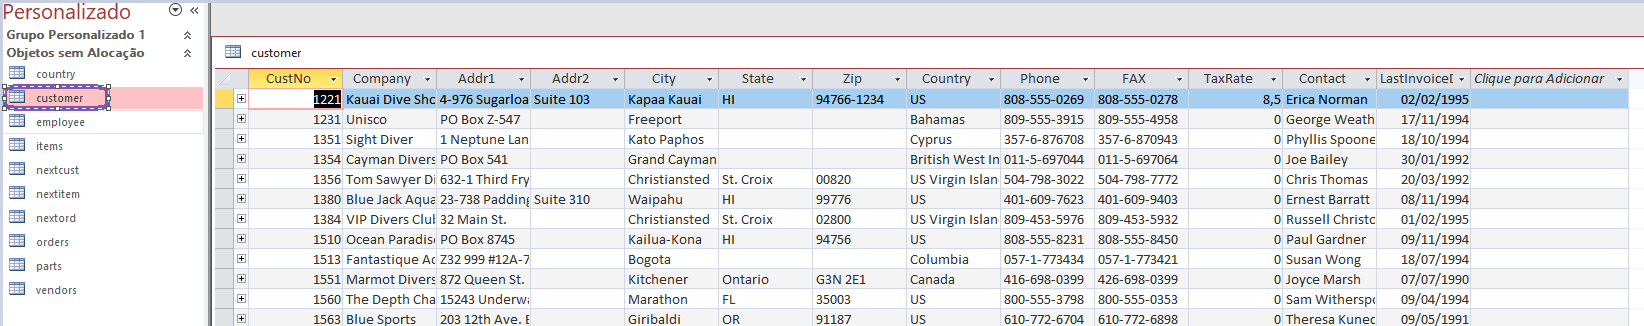 Personalizado
Grupo Personalizado 1
Objetos sem Alocação
country
customer
employee
items
nextcust
nextitem
nextord
orders
parts
vendors
customer
CustNo Company Addr1 Addr2 City State Zip Country Phone FAX TaxRate Contact LastInvoiceD Clique para Adicionar
1221 Kauai Dive Sho 4-976 Sugarloa Suite 103 Kapaa Kauai HI 94766-1234 US 808-555-0269 808-555-0278 8,5 Erica Norman 02/02/1995
1231 Unisco PO Box Z-547 Freeport Bahamas 809-555-3915 809-555-4958 0 George Weath 17/11/1994
1351 Sight Diver 1 Neptune Lan Kato Paphos Cyprus 357-6-876708 357-6-870943 0 Phyllis Spoone 18/10/1994
1354 Cayman Divers PO Box 541 Grand Cayman British West In 011-5-697044 011-5-697064 0 Joe Bailey 30/01/1992
1356 Tom Sawyer Di 632-1 Third Fry Christiansted St. Croix 00820 US Virgin Islan 504-798-3022 504-798-7772 0 Chris Thomas 20/03/1992
1380 Blue Jack Aqua 23-738 Padding Suite 310 Waipahu HI 99776 US 401-609-7623 401-609-9403 0 Ernest Barratt 08/11/1994
1384 VIP Divers Club 32 Main St. Christiansted St. Croix 02800 US Virgin Islan 809-453-5976 809-453-5932 0 Russell Christo 01/02/1995
1510 Ocean Paradise PO Box 8745 Kailua-Kona HI 94756 US 808-555-8231 808-555-8450 0 Paul Gardner 09/11/1994
1513 Fantastique Aq Z32 999 #12A-7 Bogota Columbia 057-1-773434 057-1-773421 0 Susan Wong 18/07/1994
1551 Marmot Divers 872 Queen St. Kitchener Ontario G3N 2E1 Canada 416-698-0399 426-698-0399 0 Joyce Marsh 07/07/1990
1560 The Depth Cha 15243 Underwa Marathon FL 35003 US 800-555-3798 800-555-0353 0 Sam Witherspo 09/04/1994
1563 Blue Sports 203 12th Ave. B Giribaldi OR 91187 US 610-772-6704 610-772-6898 0 Theresa Kunec 09/05/1991